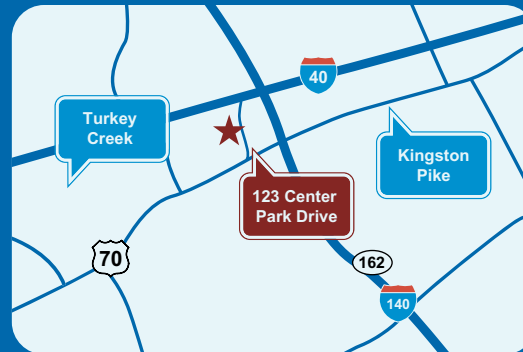 40
Turkey
Creek
Kingston
Pike
123 Center
Park Drive
70
162
140